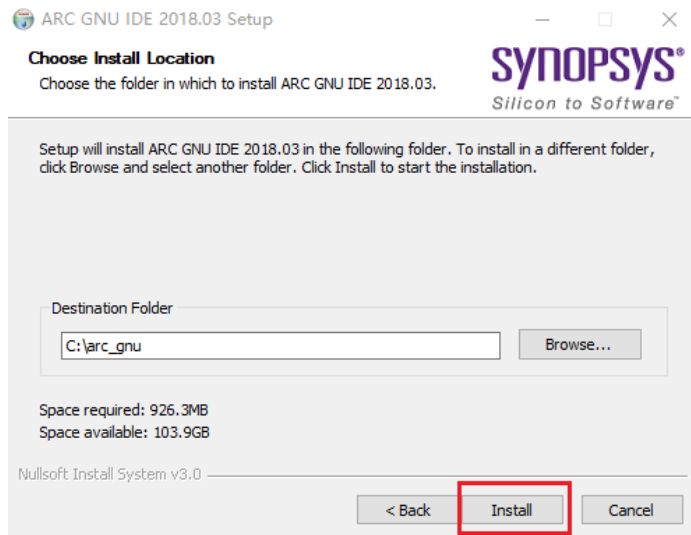 ARC GNU IDE 2018.03 Setup
Choose Install Location
Choose the folder in which to install ARC GNU IDE 2018.03.
SYNOPSYS®
Silicon to Software™
Setup will install ARC GNU IDE 2018.03 in the following folder. To install in a different folder,
click Browse and select another folder. Click Install to start the installation.
Destination Folder
C:\arc_gnu
Browse...
Space required: 926.3MB
Space available: 103.9GB
Nullsoft Install System v3.0
< Back
Install
Cancel